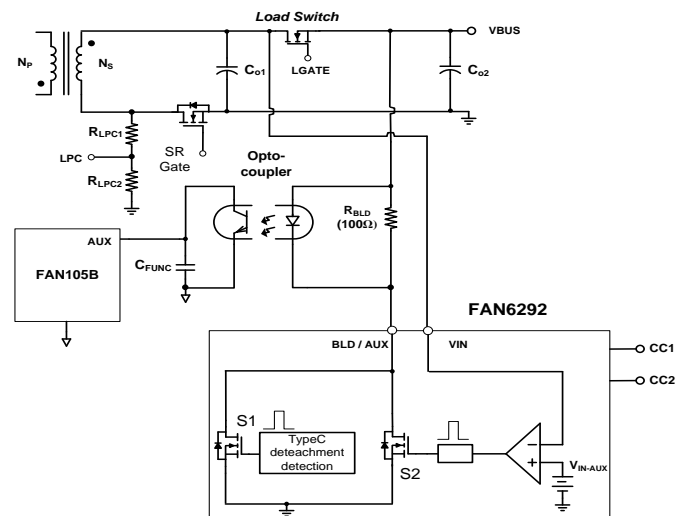 Load Switch
VBUS
NP
NS
Co1
LGATE
Co2
RLPC1
LPC
SR
Gate
RLPC2
Opto-
coupler
RBLD
(100Ω)
AUX
FAN105B
CFUNC
FAN6292
BLD / AUX
VIN
CC1
CC2
S1
TypeC
deteachment
detection
S2
VIN-AUX